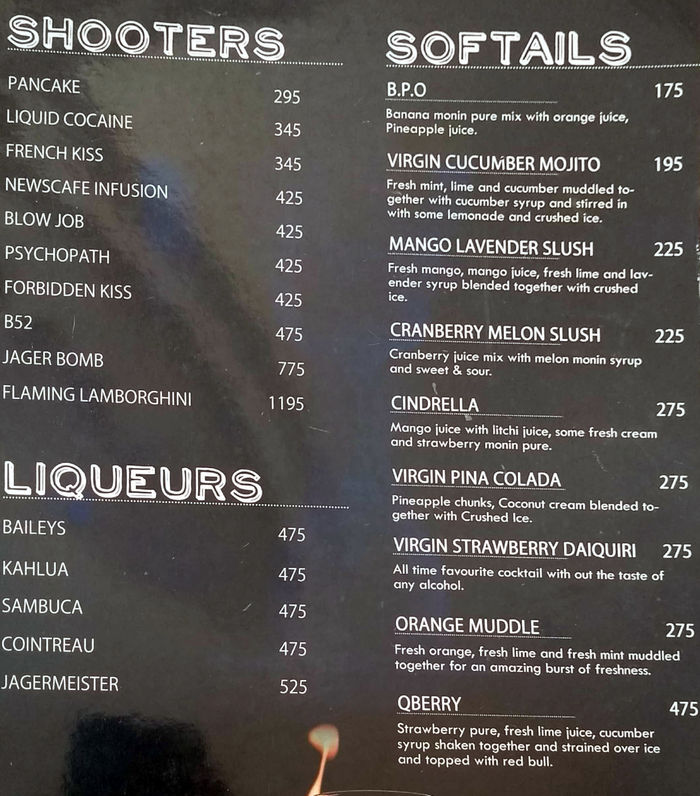 SHOOTERS
PANCAKE 295
LIQUID COCAINE 345
FRENCH KISS 345
NEWSCAFE INFUSION 425
BLOW JOB 425
PSYCHOPATH 425
FORBIDDEN KISS 425
B52 475
JAGER BOMB 775
FLAMING LAMBORGHINI 1195
LIQUEURS
BAILEYS 475
KAHLUA 475
SAMBUCA 475
COINTREAU 475
JAGERMEISTER 525
SOFTAILS
B.P.O 175
Banana monin pure mix with orange juice,
Pineapple juice.
VIRGIN CUCUMBER MOJITO 195
Fresh mint, lime and cucumber muddled to-
gether with cucumber syrup and stirred in
with some lemonade and crushed ice.
MANGO LAVENDER SLUSH 225
Fresh mango, mango juice, fresh lime and lav-
ender syrup blended together with crushed
ice.
CRANBERRY MELON SLUSH 225
Cranberry juice mix with melon monin syrup
and sweet & sour.
CINDRELLA 275
Mango juice with litchi juice, some fresh cream
and strawberry monin pure.
VIRGIN PINA COLADA 275
Pineapple chunks, Coconut cream blended to-
gether with Crushed Ice.
VIRGIN STRAWBERRY DAIQUIRI 275
All time favourite cocktail with out the taste of
any alcohol.
ORANGE MUDDLE 275
Fresh orange, fresh lime and fresh mint muddled
together for an amazing burst of freshness.
QBERRY 475
Strawberry pure, fresh lime juice, cucumber
syrup shaken together and strained over ice
and topped with red bull.